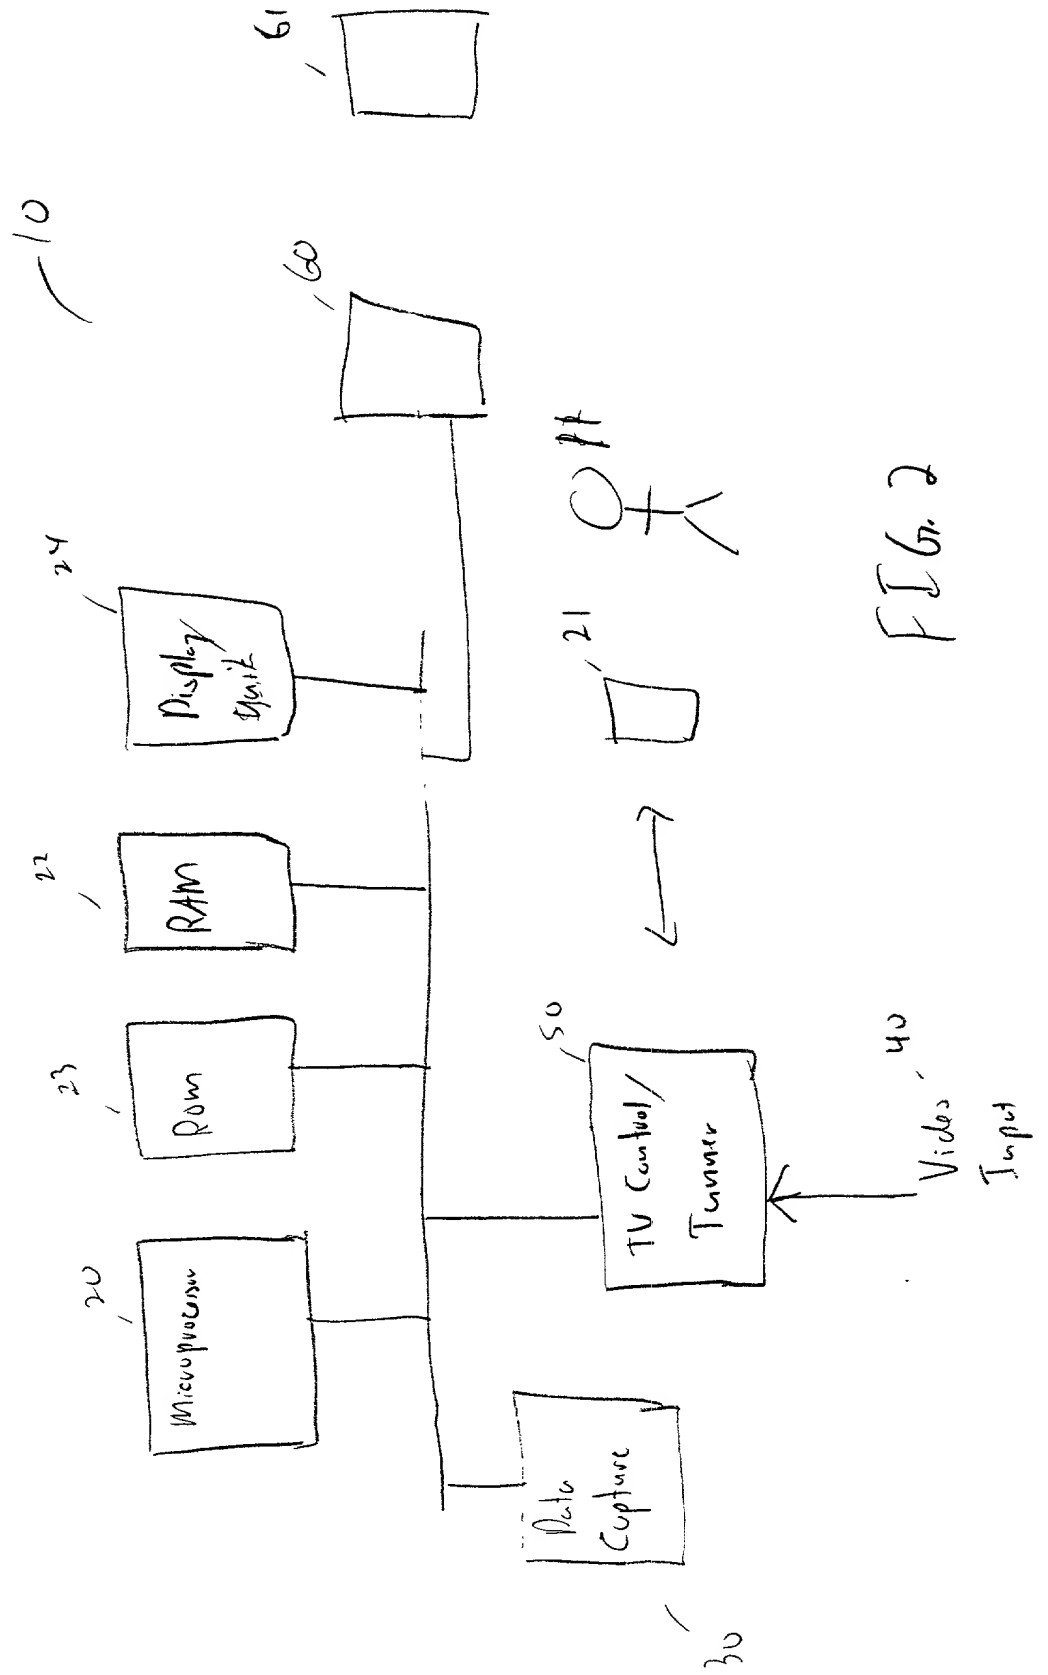 10
20
23
22
24
Microprocessor
Rom
RAM
Display/
Unit
61
60
Data
Capture
30
50
TV Control/
Tunner
21
40
Video
Input
FIG. 2